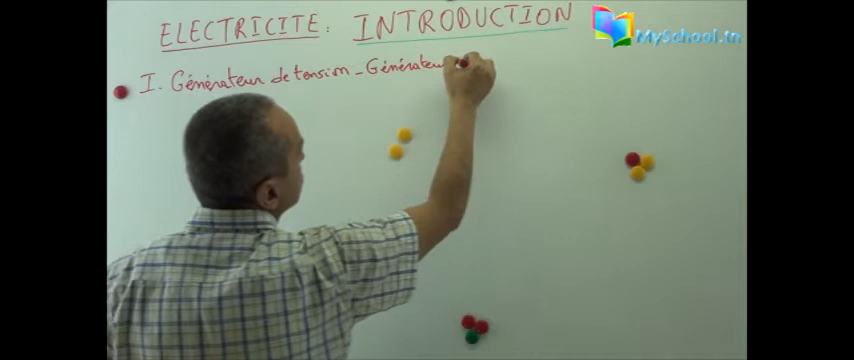 ELECTRICITE: INTRODUCTION
MySchool.tn
I. Générateur de tension - Générateur